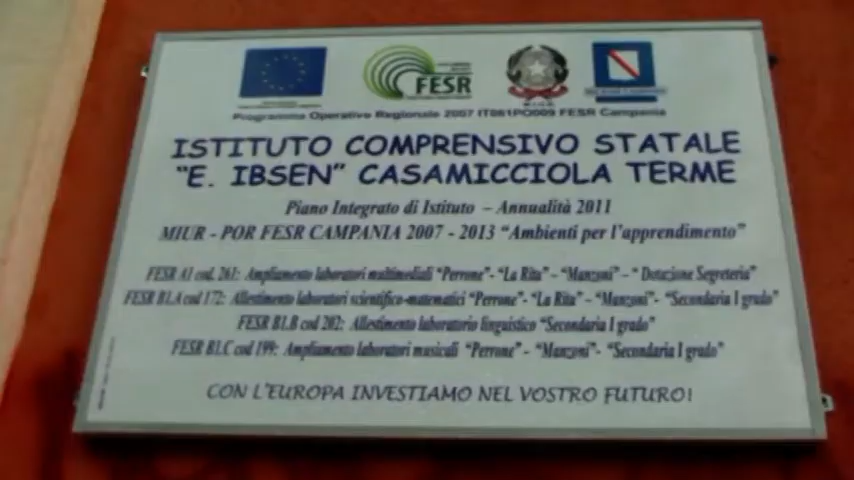 FESR
Programma Operativo Regionale 2007 IT061PO009 FESR Campania
ISTITUTO COMPRENSIVO STATALE
"E. IBSEN" CASAMICCIOLA TERME
Piano Integrato di Istituto – Annualità 2011
MIUR - POR FESR CAMPANIA 2007 - 2013 "Ambienti per l'apprendimento"
FESR A1 cod. 261: Ampliamento laboratori multimediali "Perrone"- "La Rita" – "Manzoni" – " Dotazione Segreteria"
FESR B1.A cod 172: Allestimento laboratori scientifico-matematici "Perrone"- "La Rita" – "Manzoni"- "Secondaria I grado"
FESR B1.B cod 202: Allestimento laboratorio linguistico "Secondaria I grado"
FESR B1.C cod 199: Ampliamento laboratori musicali "Perrone" - "Manzoni"- "Secondaria I grado"
CON L'EUROPA INVESTIAMO NEL VOSTRO FUTURO!